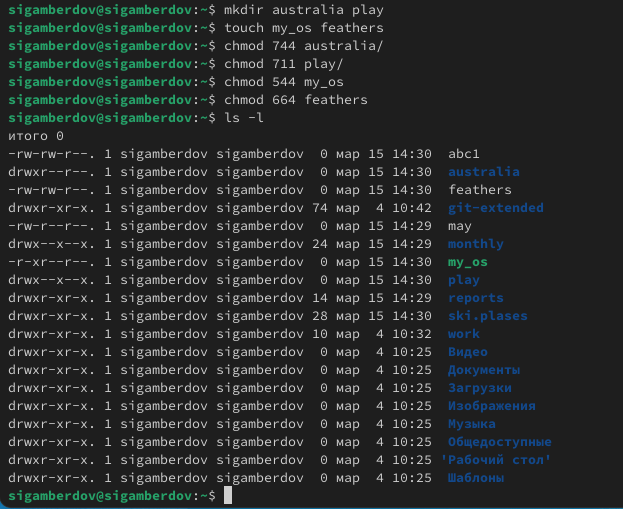 sigamberdov@sigamberdov:~$ mkdir australia play
sigamberdov@sigamberdov:~$ touch my_os feathers
sigamberdov@sigamberdov:~$ chmod 744 australia/
sigamberdov@sigamberdov:~$ chmod 711 play/
sigamberdov@sigamberdov:~$ chmod 544 my_os
sigamberdov@sigamberdov:~$ chmod 664 feathers
sigamberdov@sigamberdov:~$ ls -l
итого 0
-rw-rw-r--. 1 sigamberdov sigamberdov  0 мар 15 14:30  abc1
drwxr--r--. 1 sigamberdov sigamberdov  0 мар 15 14:30  australia
-rw-rw-r--. 1 sigamberdov sigamberdov  0 мар 15 14:30  feathers
drwxr-xr-x. 1 sigamberdov sigamberdov 74 мар  4 10:42  git-extended
-rw-r--r--. 1 sigamberdov sigamberdov  0 мар 15 14:29  may
drwx--x--x. 1 sigamberdov sigamberdov 24 мар 15 14:29  monthly
-r-xr--r--. 1 sigamberdov sigamberdov  0 мар 15 14:30  my_os
drwx--x--x. 1 sigamberdov sigamberdov  0 мар 15 14:30  play
drwxr-xr-x. 1 sigamberdov sigamberdov 14 мар 15 14:29  reports
drwxr-xr-x. 1 sigamberdov sigamberdov 28 мар 15 14:30  ski.plases
drwxr-xr-x. 1 sigamberdov sigamberdov 10 мар  4 10:32  work
drwxr-xr-x. 1 sigamberdov sigamberdov  0 мар  4 10:25  Видео
drwxr-xr-x. 1 sigamberdov sigamberdov  0 мар  4 10:25  Документы
drwxr-xr-x. 1 sigamberdov sigamberdov  0 мар  4 10:25  Загрузки
drwxr-xr-x. 1 sigamberdov sigamberdov  0 мар  4 10:25  Изображения
drwxr-xr-x. 1 sigamberdov sigamberdov  0 мар  4 10:25  Музыка
drwxr-xr-x. 1 sigamberdov sigamberdov  0 мар  4 10:25  Общедоступные
drwxr-xr-x. 1 sigamberdov sigamberdov  0 мар  4 10:25 'Рабочий стол'
drwxr-xr-x. 1 sigamberdov sigamberdov  0 мар  4 10:25  Шаблоны
sigamberdov@sigamberdov:~$